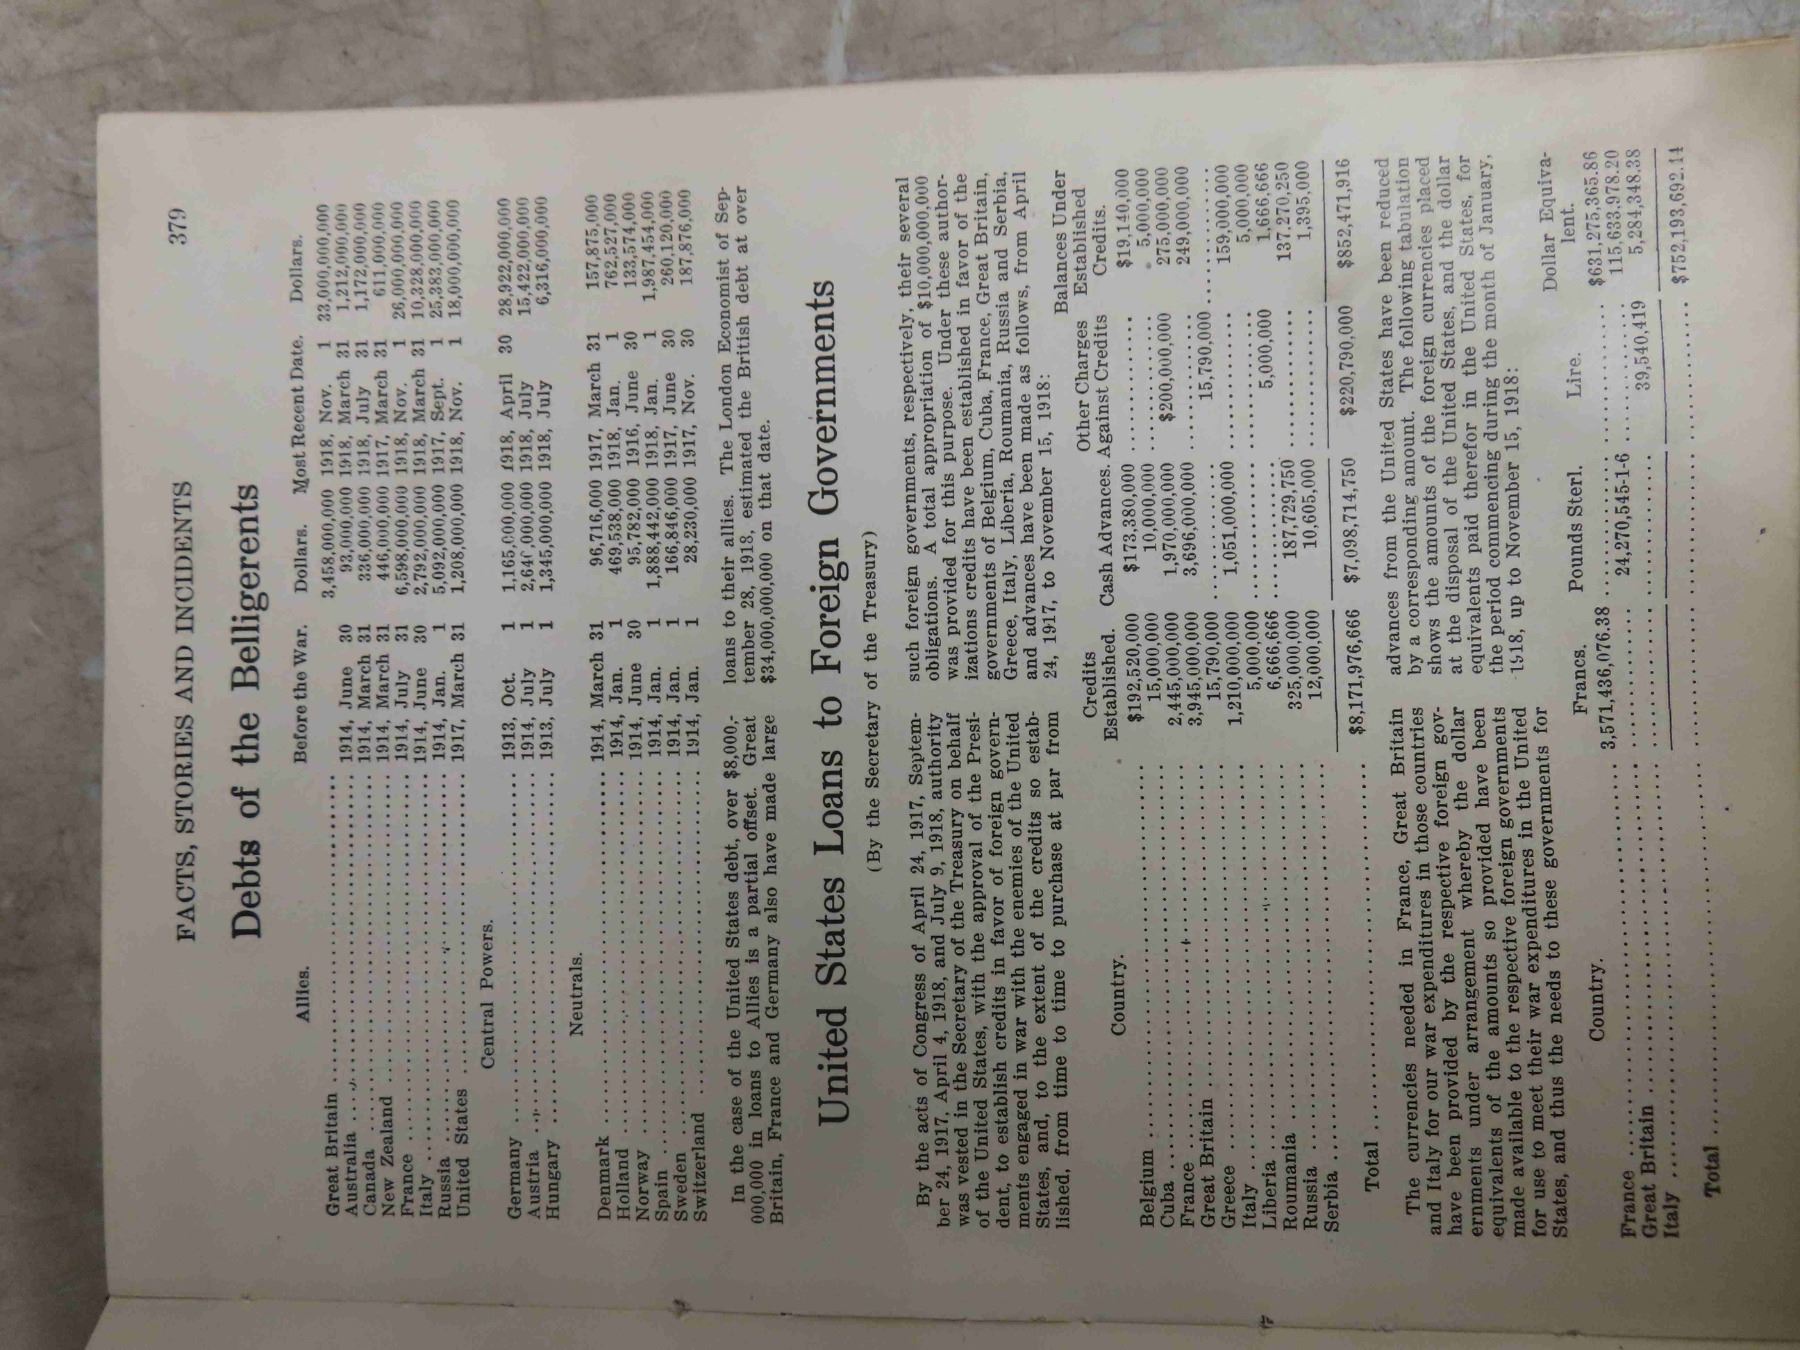 FACTS, STORIES AND INCIDENTS 379
Debts of the Belligerents
Allies. Before the War. Dollars. Most Recent Date. Dollars.
Great Britain ........ 3,458,000,000 1918, Nov. 1 33,000,000,000
Australia ........ 1914, June 30 93,000,000 1918, March 31 1,212,000,000
Canada ........ 1914, March 31 336,000,000 1918, July 31 1,172,000,000
New Zealand ........ 1914, March 31 446,000,000 1917, March 31 611,000,000
France ........ 1914, July 31 6,598,000,000 1918, Nov. 1 26,000,000,000
Italy ........ 1914, June 30 2,792,000,000 1918, March 31 10,328,000,000
Russia ........ 1914, Jan. 1 5,092,000,000 1917, Sept. 1 25,383,000,000
United States ........ 1917, March 31 1,208,000,000 1918, Nov. 1 18,000,000,000
Central Powers.
Germany ........ 1913, Oct. 1 1,165,000,000 1918, April 30 28,922,000,000
Austria ........ 1914, July 1 2,640,000,000 1918, July 15,422,000,000
Hungary ........ 1913, July 1 1,345,000,000 1918, July 6,316,000,000
Neutrals.
Denmark ........ 1914, March 31 96,716,000 1917, March 31 157,875,000
Holland ........ 1914, Jan. 1 469,538,000 1918, Jan. 1 762,527,000
Norway ........ 1914, June 30 95,782,000 1916, June 30 133,574,000
Spain ........ 1914, Jan. 1 1,888,442,000 1918, Jan. 1 1,987,454,000
Sweden ........ 1914, Jan. 1 166,846,000 1917, June 30 260,120,000
Switzerland ........ 1914, Jan. 1 28,230,000 1917, Nov. 30 187,876,000
In the case of the United States debt, over $8,000,-
000,000 in loans to Allies is a partial offset. Great
Britain, France and Germany also have made large
loans to their allies. The London Economist of Sep-
tember 28, 1918, estimated the British debt at over
$34,000,000,000 on that date.
United States Loans to Foreign Governments
(By the Secretary of the Treasury)
By the acts of Congress of April 24, 1917, Septem-
ber 24, 1917, April 4, 1918, and July 9, 1918, authority
was vested in the Secretary of the Treasury on behalf
of the United States, with the approval of the Presi-
dent, to establish credits in favor of foreign govern-
ments engaged in war with the enemies of the United
States, and, to the extent of the credits so estab-
lished, from time to time to purchase at par from
such foreign governments, respectively, their several
obligations. A total appropriation of $10,000,000,000
was provided for this purpose. Under these author-
izations credits have been established in favor of the
governments of Belgium, Cuba, France, Great Britain,
Greece, Italy, Liberia, Roumania, Russia and Serbia,
and advances have been made as follows, from April
24, 1917, to November 15, 1918:
Country. Credits Established. Cash Advances. Other Charges Against Credits Balances Under Established Credits.
Belgium ........ $192,520,000 $173,380,000 ........ $19,140,000
Cuba ........ 15,000,000 10,000,000 ........ 5,000,000
France ........ 2,445,000,000 1,970,000,000 $200,000,000 275,000,000
Great Britain ........ 3,945,000,000 3,696,000,000 ........ 249,000,000
Greece ........ 15,790,000 ........ 15,790,000 ........
Italy ........ 1,210,000,000 1,051,000,000 ........ 159,000,000
Liberia ........ 5,000,000 ........ ........ 5,000,000
Roumania ........ 6,666,666 ........ 5,000,000 1,666,666
Russia ........ 325,000,000 187,729,750 ........ 137,270,250
Serbia ........ 12,000,000 10,605,000 ........ 1,395,000
Total ........ $8,171,976,666 $7,098,714,750 $220,790,000 $852,471,916
The currencies needed in France, Great Britain
and Italy for our war expenditures in those countries
have been provided by the respective foreign gov-
ernments under arrangement whereby the dollar
equivalents of the amounts so provided have been
made available to the respective foreign governments
for use to meet their war expenditures in the United
States, and thus the needs to these governments for
advances from the United States have been reduced
by a corresponding amount. The following tabulation
shows the amounts of the foreign currencies placed
at the disposal of the United States, and the dollar
equivalents paid therefor in the United States, for
the period commencing during the month of January,
1918, up to November 15, 1918:
Country. Francs. Pounds Sterl. Lire. Dollar Equiva-
lent.
France ........ 3,571,436,076.38 ........ ........ $631,275,365.86
Great Britain ........ ........ 24,270,545-1-6 ........ 115,633,978.20
Italy ........ ........ ........ 39,540,419 5,284,348.38
Total ........ $752,193,692.44